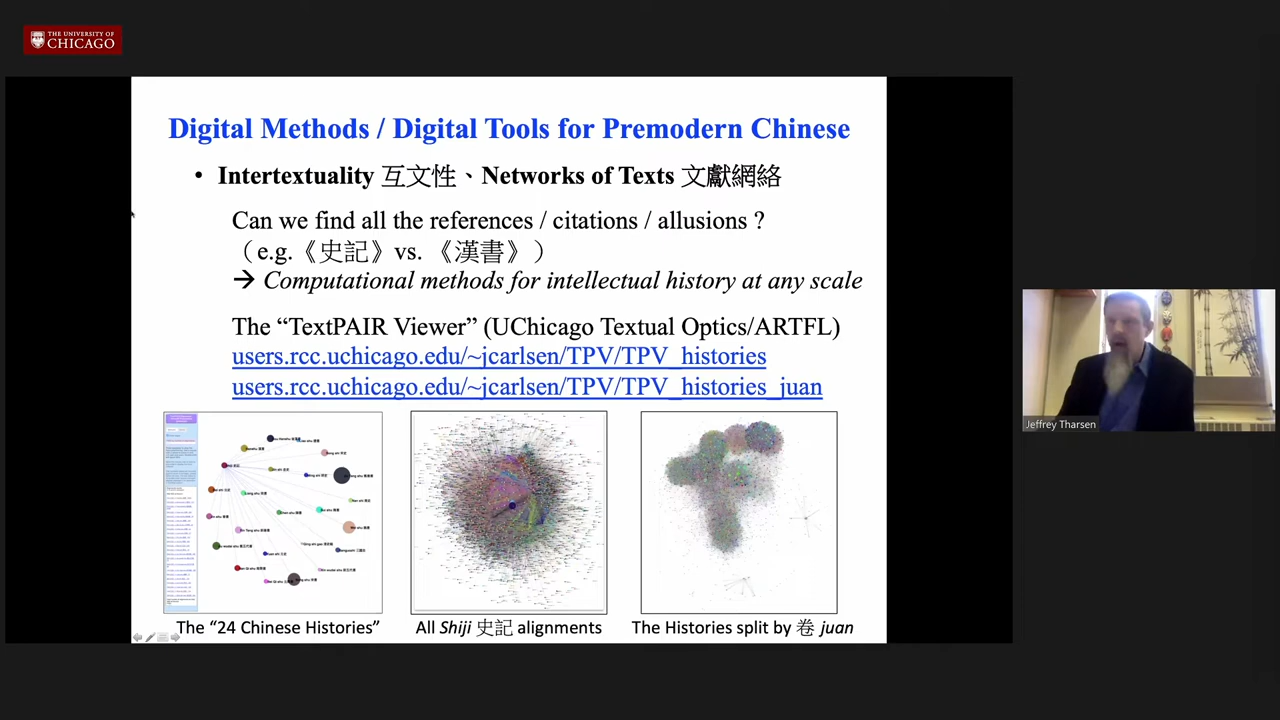 THE UNIVERSITY OF
CHICAGO
Digital Methods / Digital Tools for Premodern Chinese
• Intertextuality 互文性、Networks of Texts 文獻網絡
Can we find all the references / citations / allusions ?
（e.g.《史記》vs. 《漢書》）
→ Computational methods for intellectual history at any scale
The “TextPAIR Viewer” (UChicago Textual Optics/ARTFL)
users.rcc.uchicago.edu/~jcarlsen/TPV/TPV_histories
users.rcc.uchicago.edu/~jcarlsen/TPV/TPV_histories_juan
The “24 Chinese Histories”
All Shiji 史記 alignments
The Histories split by 卷 juan
Jeffrey Tharsen